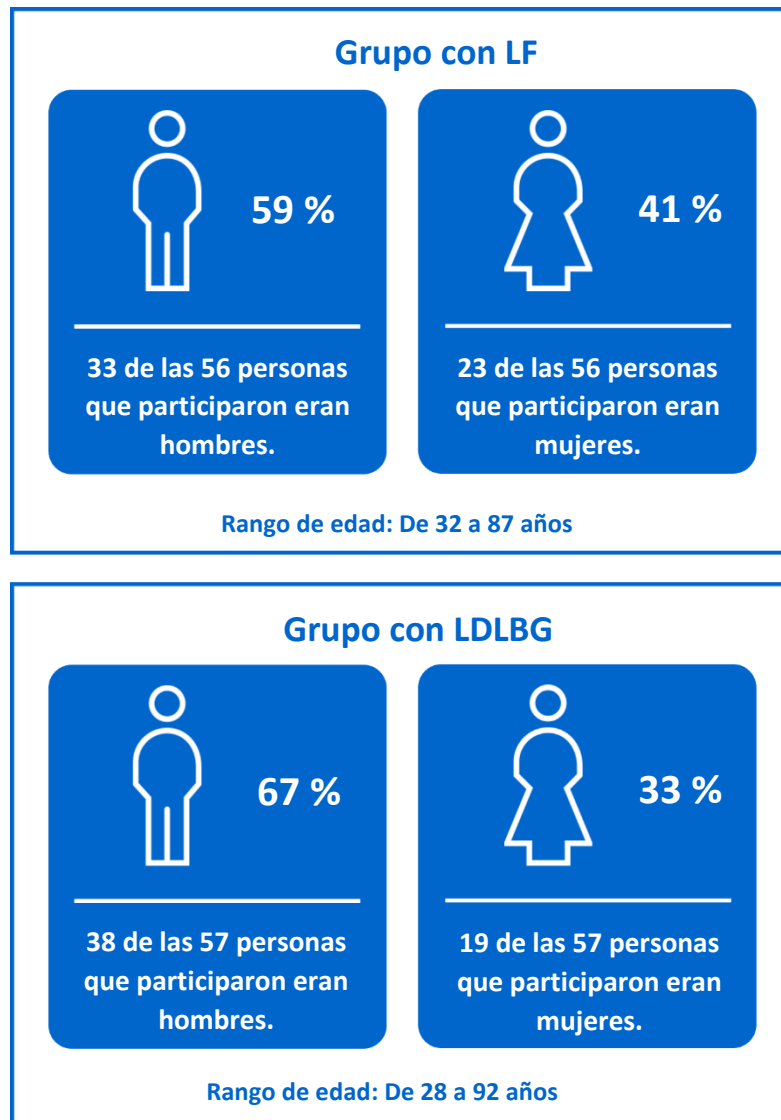 Grupo con LF
59 %
33 de las 56 personas
que participaron eran
hombres.
41 %
23 de las 56 personas
que participaron eran
mujeres.
Rango de edad: De 32 a 87 años
Grupo con LDLBG
67 %
38 de las 57 personas
que participaron eran
hombres.
33 %
19 de las 57 personas
que participaron eran
mujeres.
Rango de edad: De 28 a 92 años